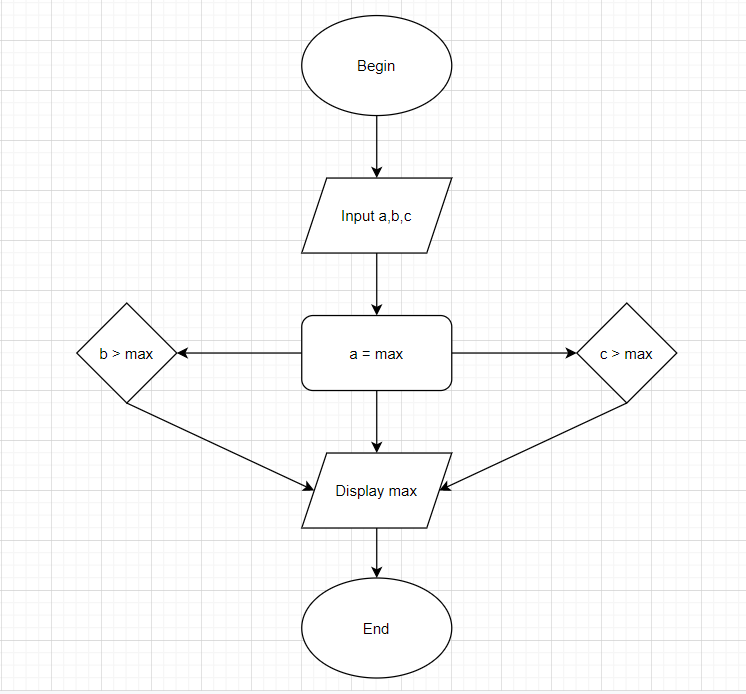 Begin
Input a,b,c
b > max
a = max
c > max
Display max
End